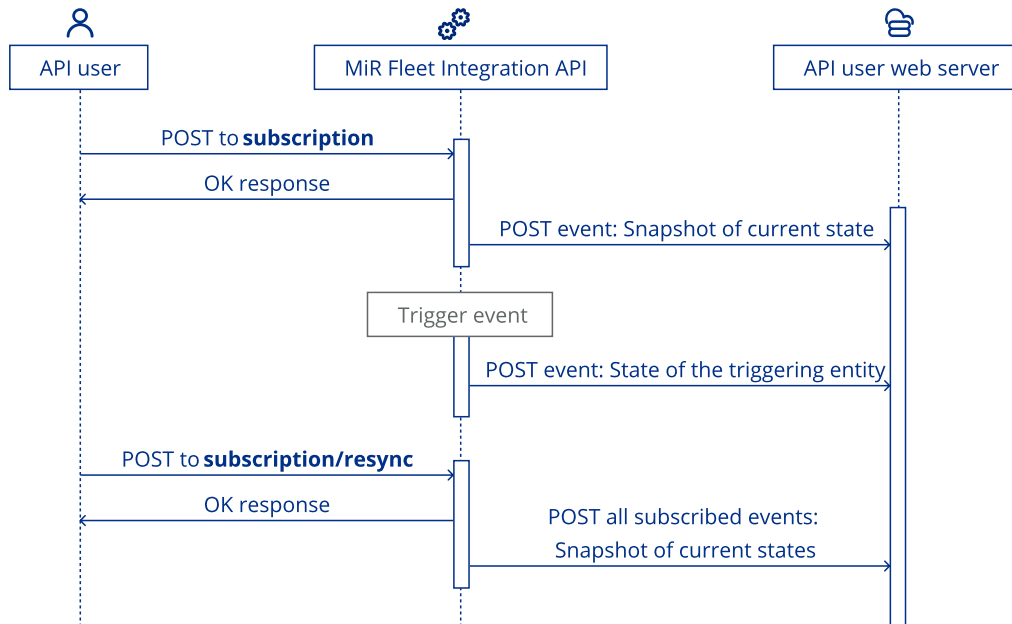 API user
MiR Fleet Integration API
API user web server
POST to subscription
OK response
POST event: Snapshot of current state
Trigger event
POST event: State of the triggering entity
POST to subscription/resync
OK response
POST all subscribed events:
Snapshot of current states